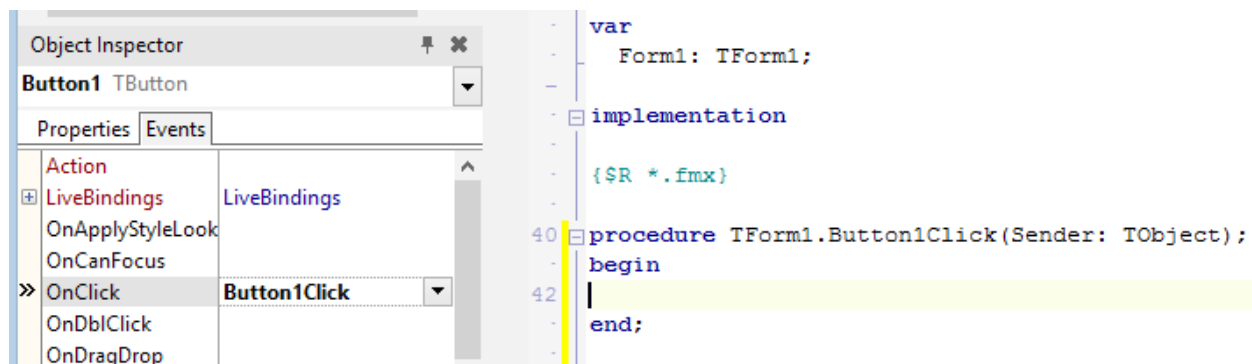 Object Inspector
Button1 TButton
Properties Events
Action
LiveBindings LiveBindings
OnApplyStyleLook
OnCanFocus
OnClick Button1Click
OnDblClick
OnDragDrop
var
Form1: TForm1;
implementation
{$R *.fmx}
40 procedure TForm1.Button1Click(Sender: TObject);
begin
42
end;